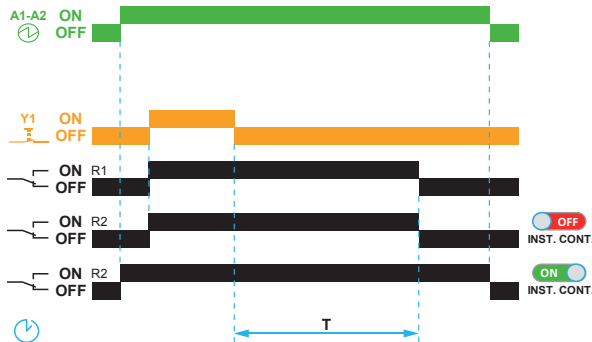 A1-A2 ON
OFF
Y1 ON
OFF
ON R1
OFF
ON R2
OFF
OFF
INST. CONT.
ON R2
OFF
ON
INST. CONT.
T